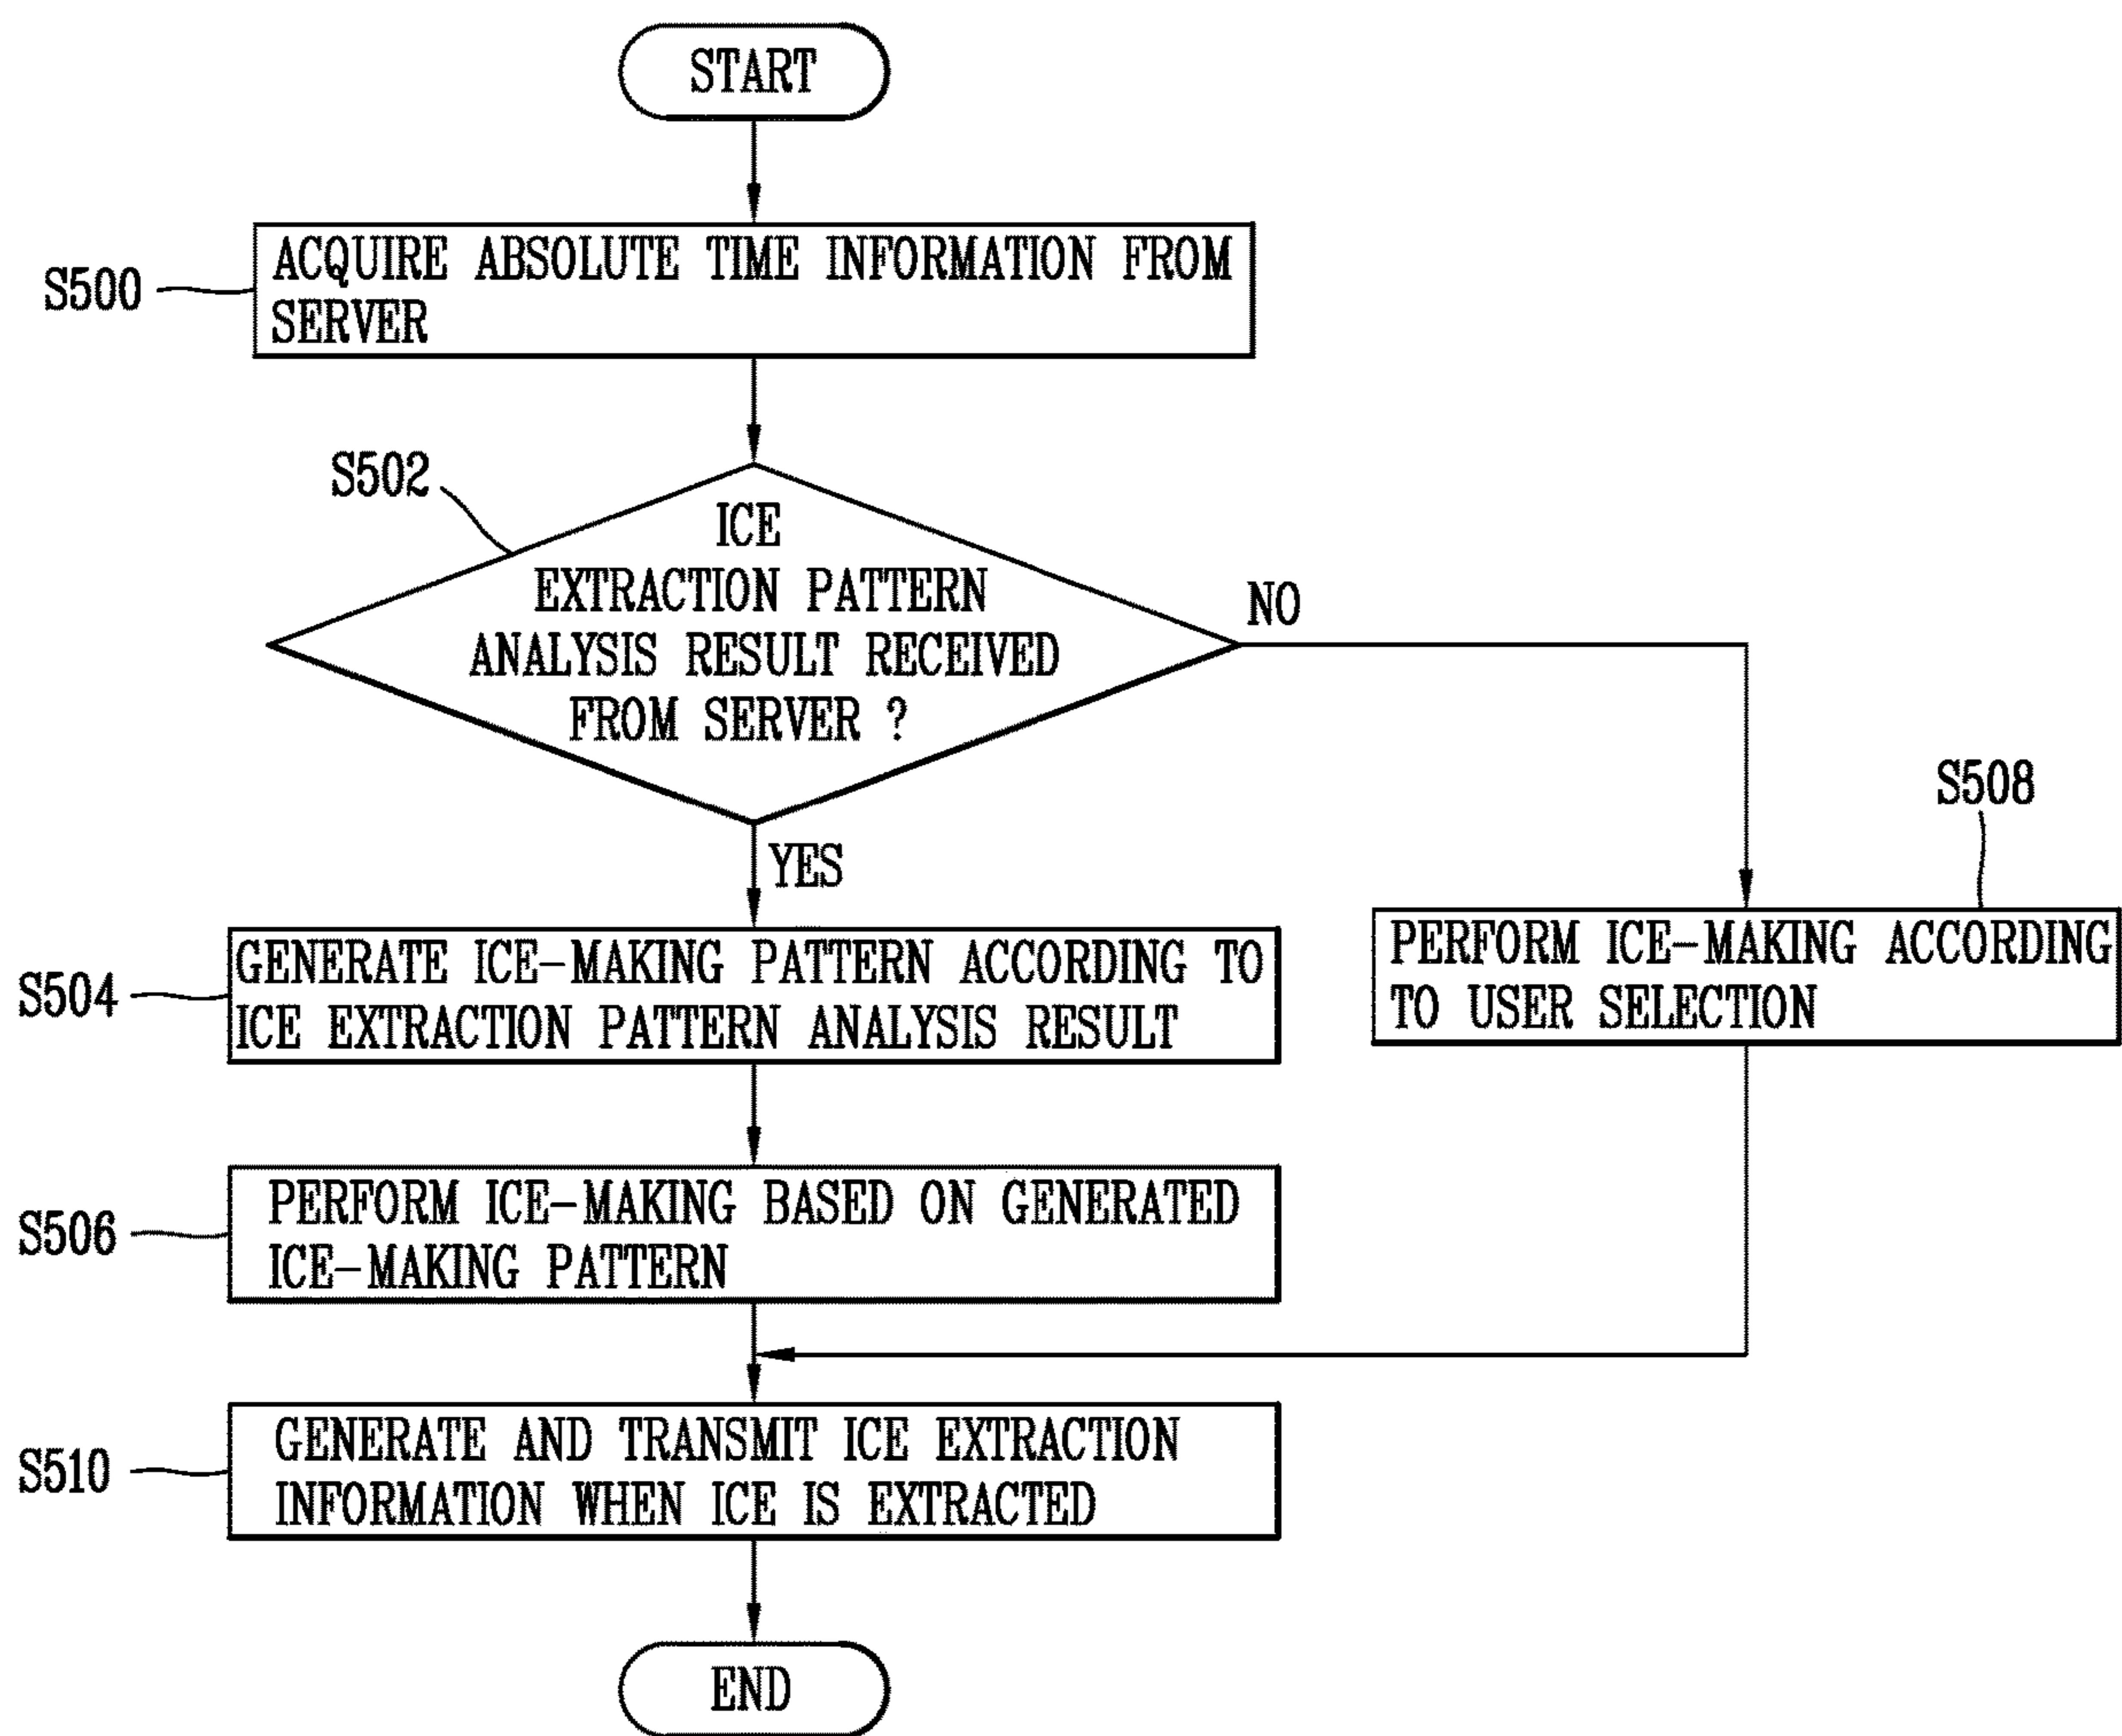 START
S500
ACQUIRE ABSOLUTE TIME INFORMATION FROM
SERVER
S502
ICE
EXTRACTION PATTERN
ANALYSIS RESULT RECEIVED
FROM SERVER ?
NO
YES
S504
GENERATE ICE-MAKING PATTERN ACCORDING TO
ICE EXTRACTION PATTERN ANALYSIS RESULT
S508
PERFORM ICE-MAKING ACCORDING
TO USER SELECTION
S506
PERFORM ICE-MAKING BASED ON GENERATED
ICE-MAKING PATTERN
S510
GENERATE AND TRANSMIT ICE EXTRACTION
INFORMATION WHEN ICE IS EXTRACTED
END